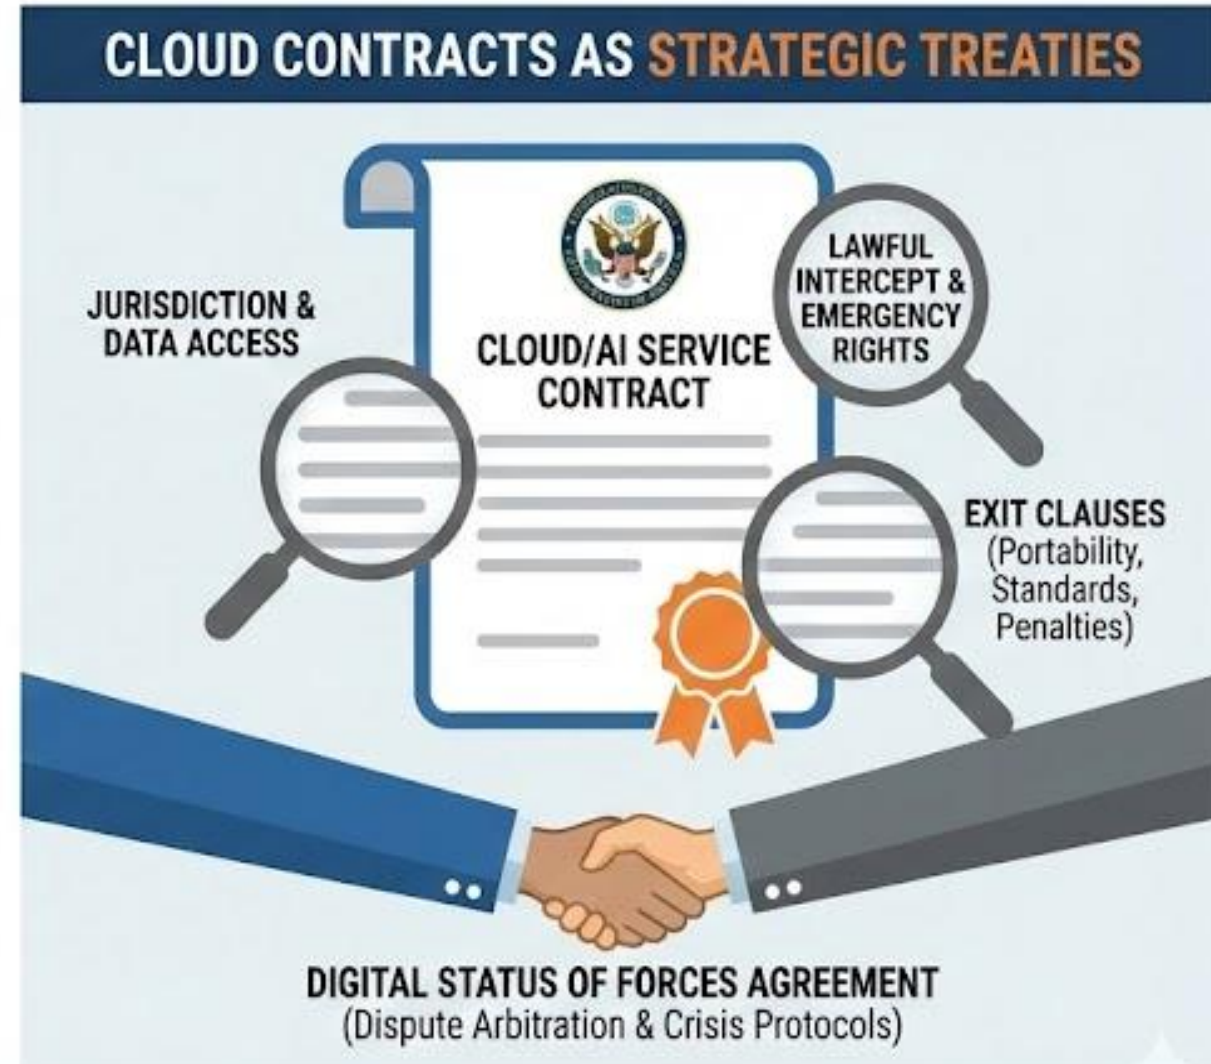 CLOUD CONTRACTS AS STRATEGIC TREATIES
JURISDICTION &
DATA ACCESS
CLOUD/AI SERVICE
CONTRACT
LAWFUL
INTERCEPT &
EMERGENCY
RIGHTS
EXIT CLAUSES
(Portability,
Standards,
Penalties)
DIGITAL STATUS OF FORCES AGREEMENT
(Dispute Arbitration & Crisis Protocols)